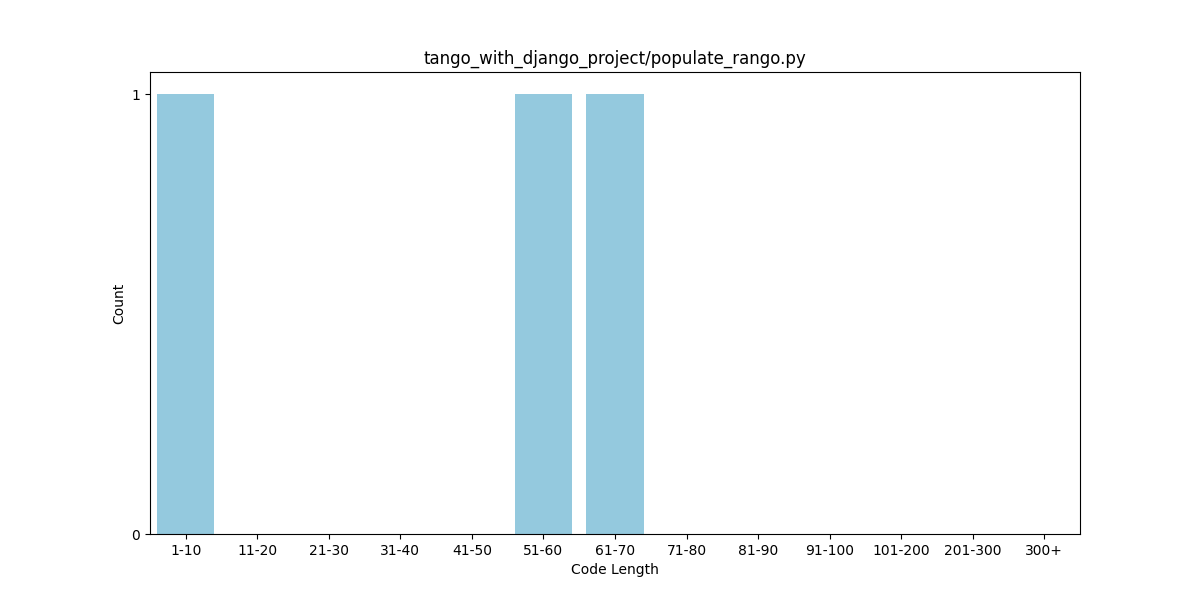 tango_with_django_project/populate_rango.py
1
Count
0
1-10 11-20 21-30 31-40 41-50 51-60 61-70 71-80 81-90 91-100 101-200 201-300 300+
Code Length